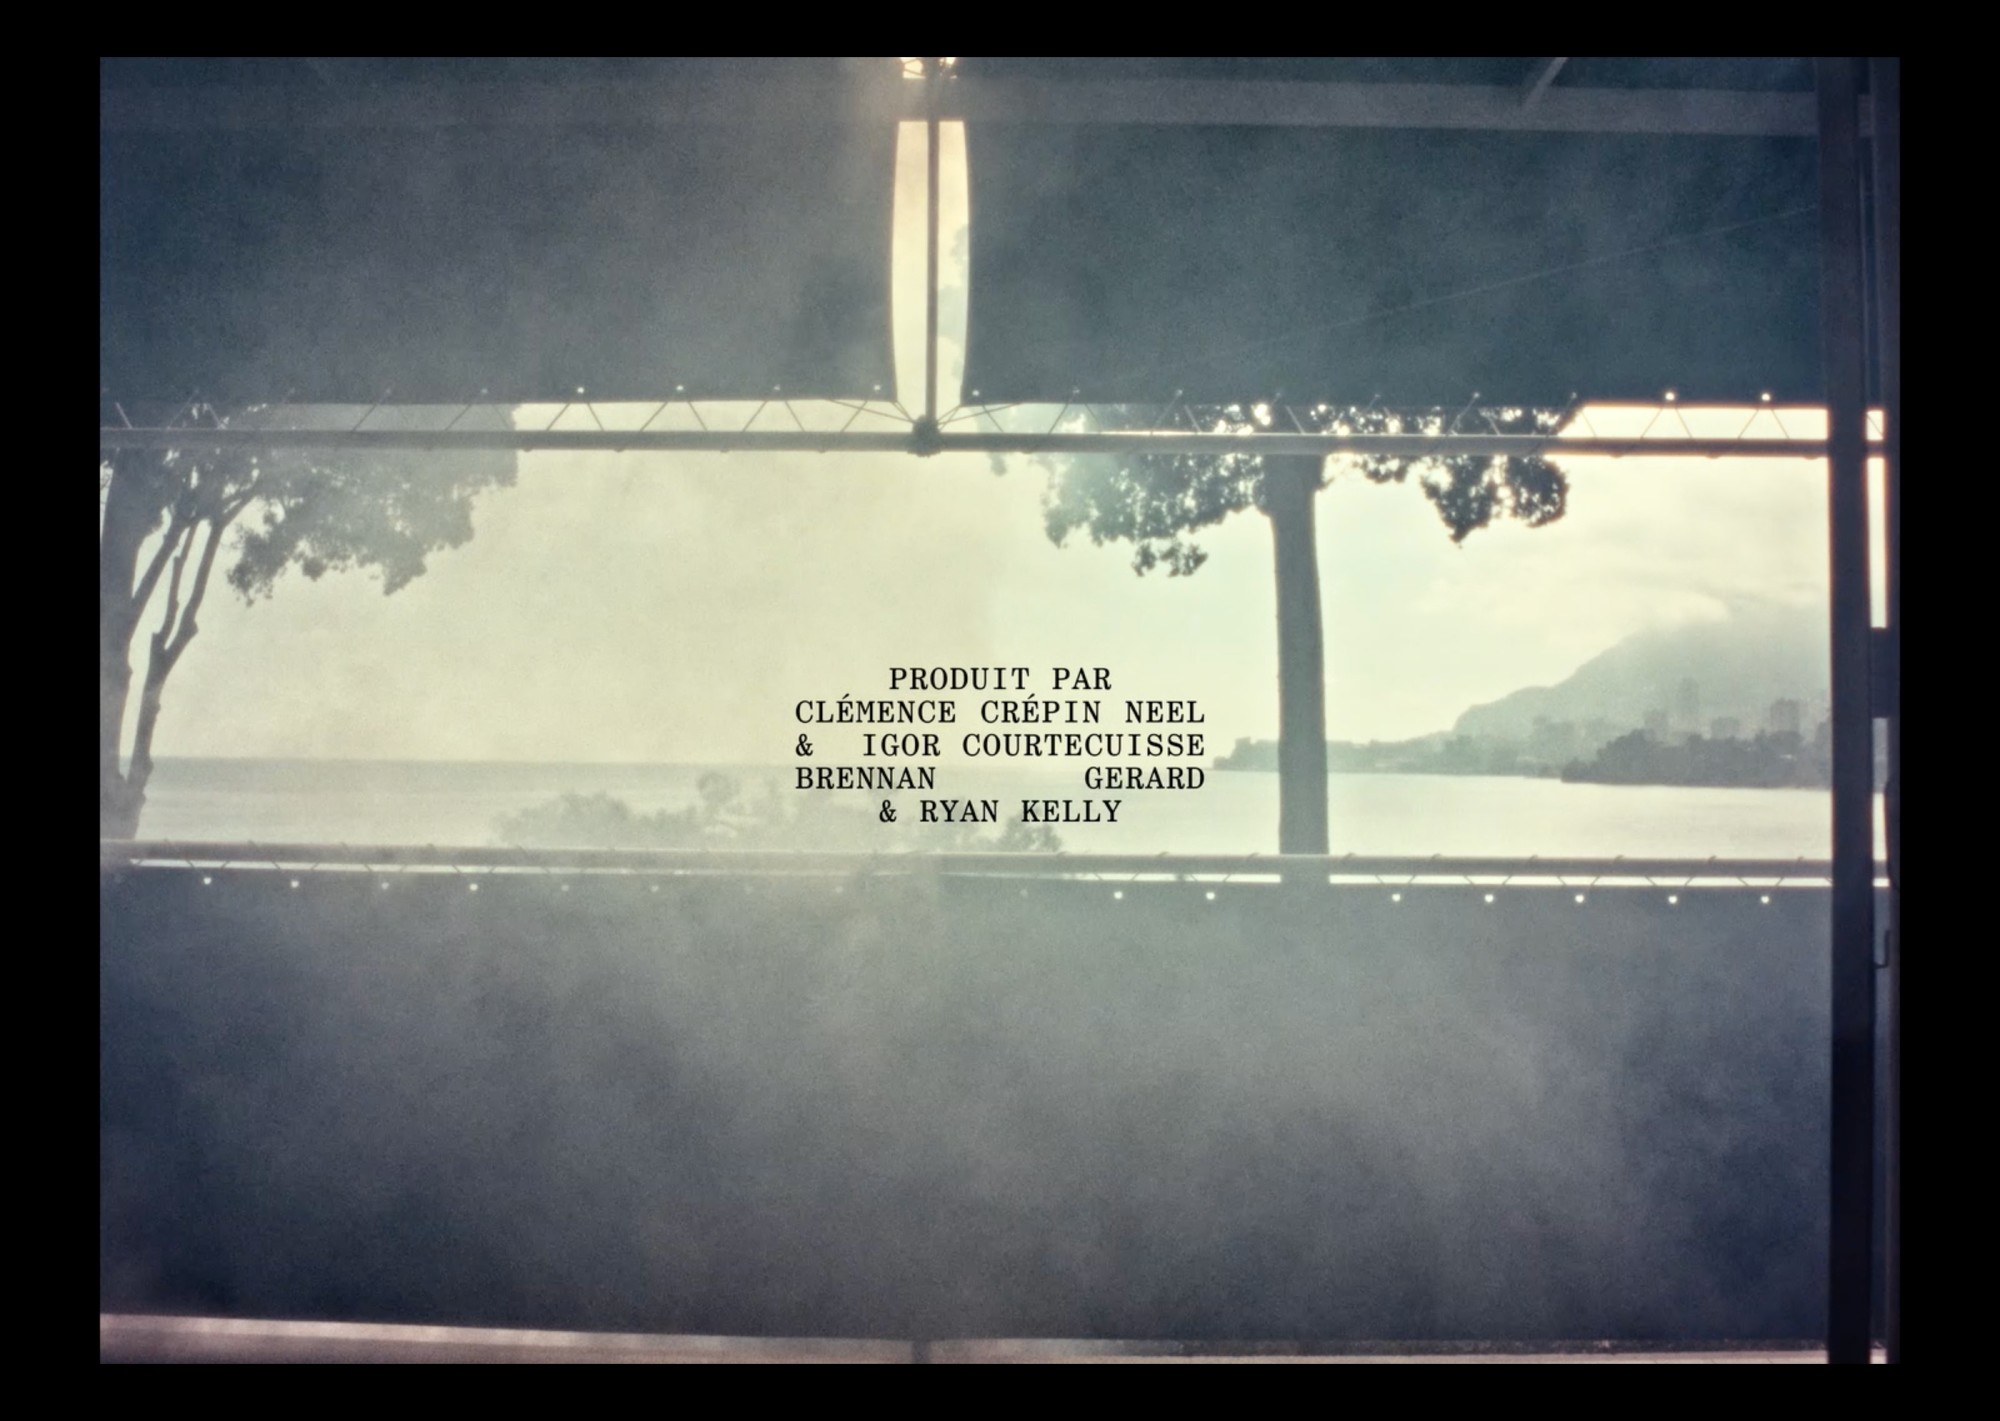 PRODUIT PAR
CLÉMENCE CRÉPIN NEEL
& IGOR COURTECUISSE
BRENNAN GERARD
& RYAN KELLY